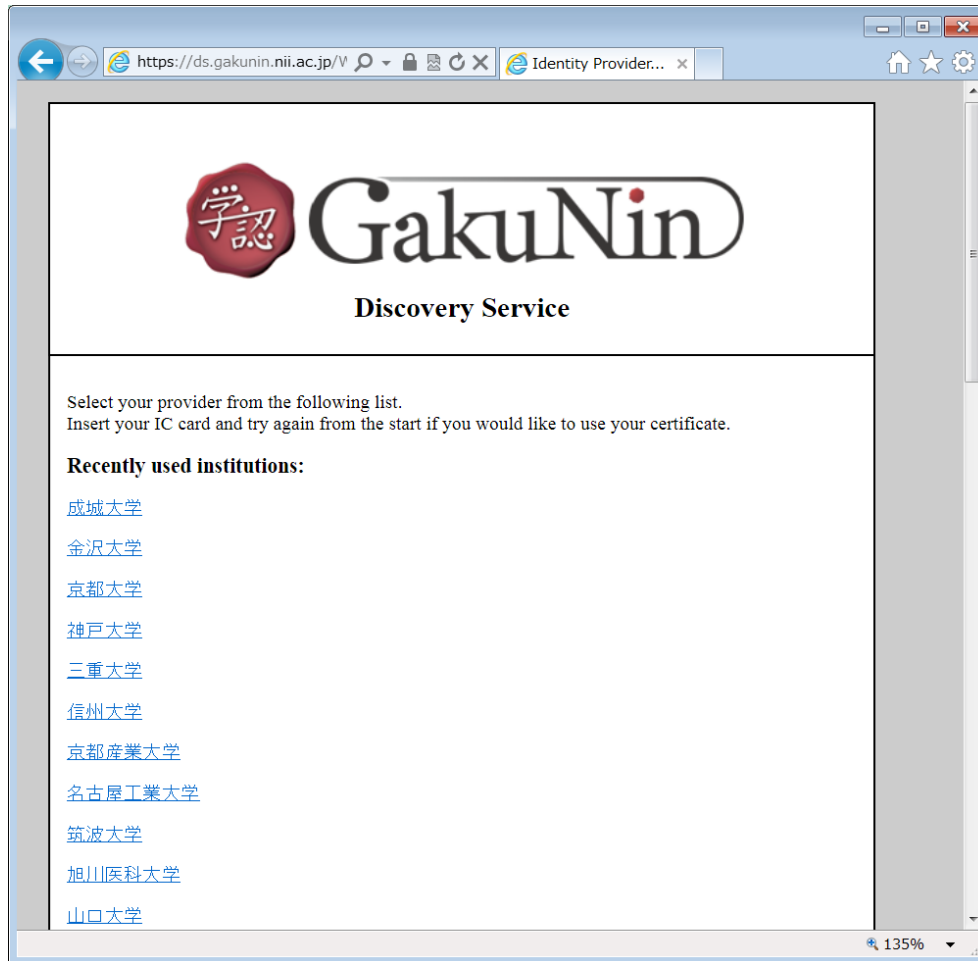 https://ds.gakunin.nii.ac.jp/
Identity Provider...
学認
GakuNin
Discovery Service
Select your provider from the following list.
Insert your IC card and try again from the start if you would like to use your certificate.
Recently used institutions:
成城大学
金沢大学
京都大学
神戸大学
三重大学
信州大学
京都産業大学
名古屋工業大学
筑波大学
旭川医科大学
山口大学
135%